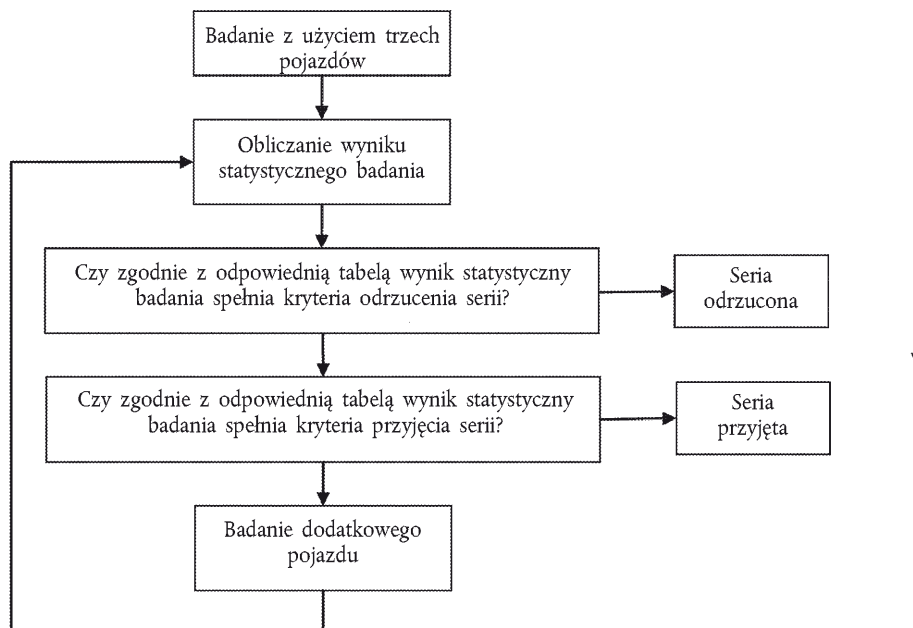 Badanie z użyciem trzech
pojazdów
Obliczanie wyniku
statystycznego badania
Czy zgodnie z odpowiednią tabelą wynik statystyczny
badania spełnia kryteria odrzucenia serii?
Seria
odrzucona
Czy zgodnie z odpowiednią tabelą wynik statystyczny
badania spełnia kryteria przyjęcia serii?
Seria
przyjęta
Badanie dodatkowego
pojazdu